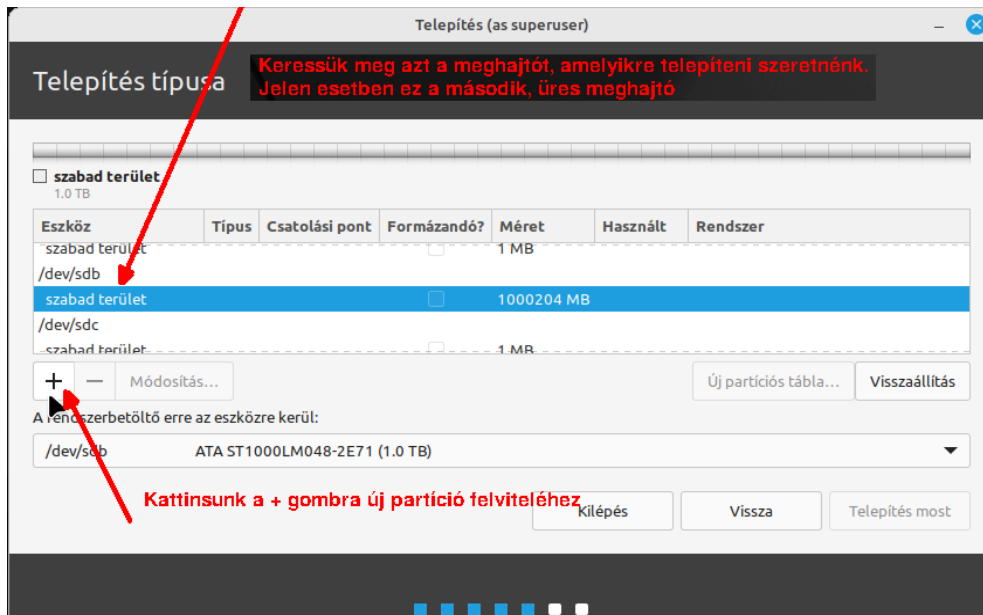 Telepítés (as superuser)
Telepítés típusa
Keressük meg azt a meghajtót, amelyikre telepíteni szeretnénk.
Jelen esetben ez a második, üres meghajtó
szabad terület
1.0 TB
Eszköz Típus Csatolási pont Formázandó? Méret Használt Rendszer
szabad terület 1 MB
/dev/sdb
szabad terület 1000204 MB
/dev/sdc
szabad terület 1 MB
+ − Módosítás... Új partíciós tábla... Visszaállítás
A rendszerbetöltő erre az eszközre kerül:
/dev/sdb ATA ST1000LM048-2E71 (1.0 TB)
Kattinsunk a + gombra új partíció felviteléhez
Kilépés Vissza Telepítés most